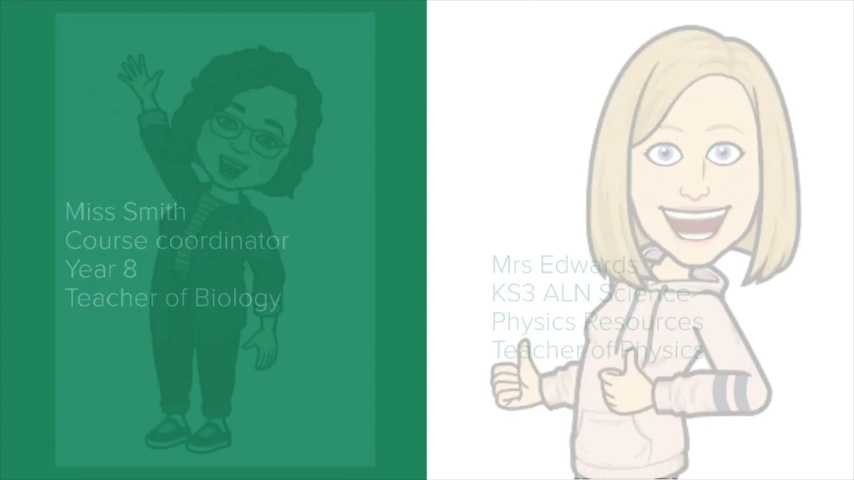 Miss Smith
Course coordinator
Year 8
Teacher of Biology
Mrs Edwards
KS3 ALN Science
Physics Resources
Teacher of Physics